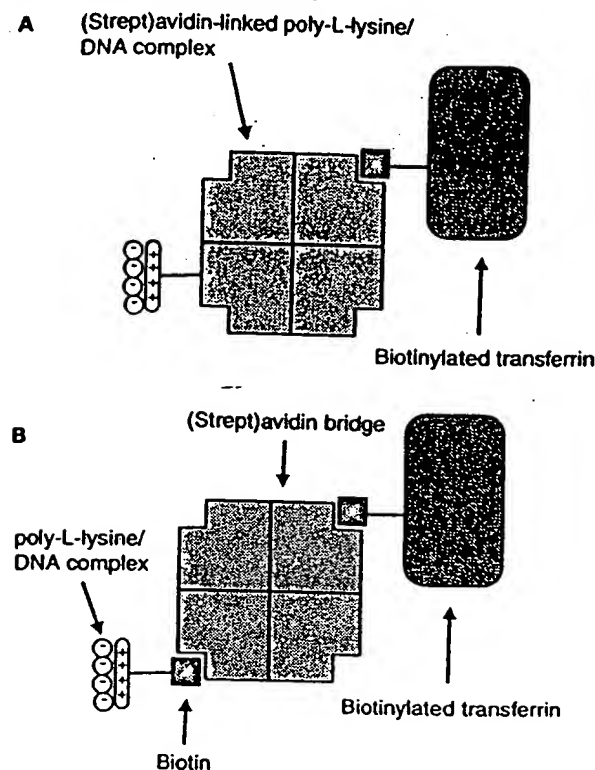 A
(Strept)avidin-linked poly-L-lysine/
DNA complex
Biotinylated transferrin
B
(Strept)avidin bridge
poly-L-lysine/
DNA complex
Biotinylated transferrin
Biotin